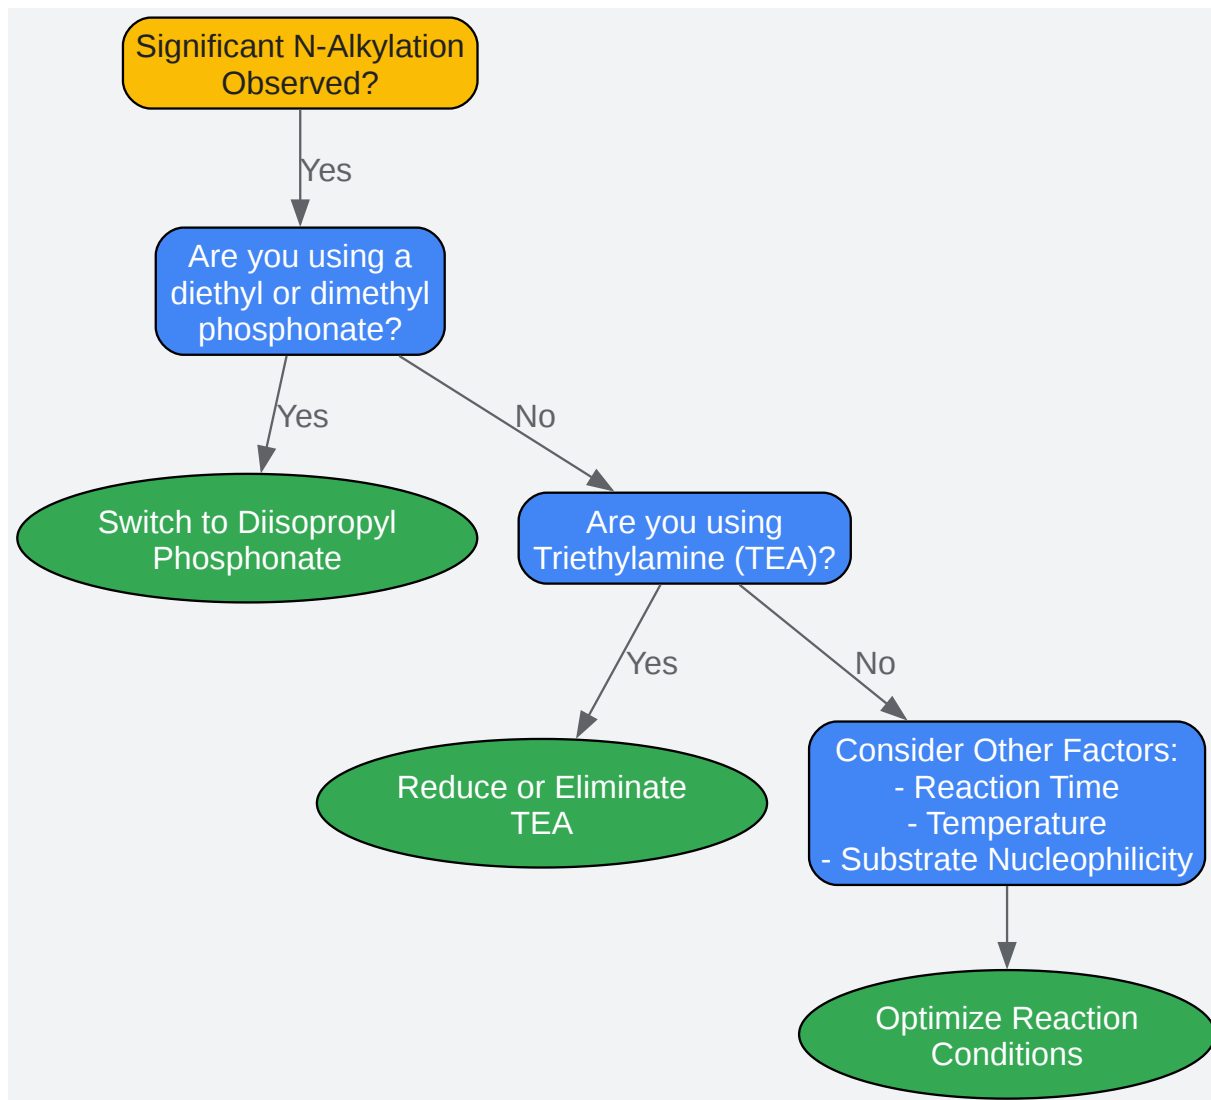 Significant N-Alkylation
Observed?
Yes
Are you using a
diethyl or dimethyl
phosphonate?
Yes
No
Switch to Diisopropyl
Phosphonate
Are you using
Triethylamine (TEA)?
Yes
No
Reduce or Eliminate
TEA
Consider Other Factors:
- Reaction Time
- Temperature
- Substrate Nucleophilicity
Optimize Reaction
Conditions